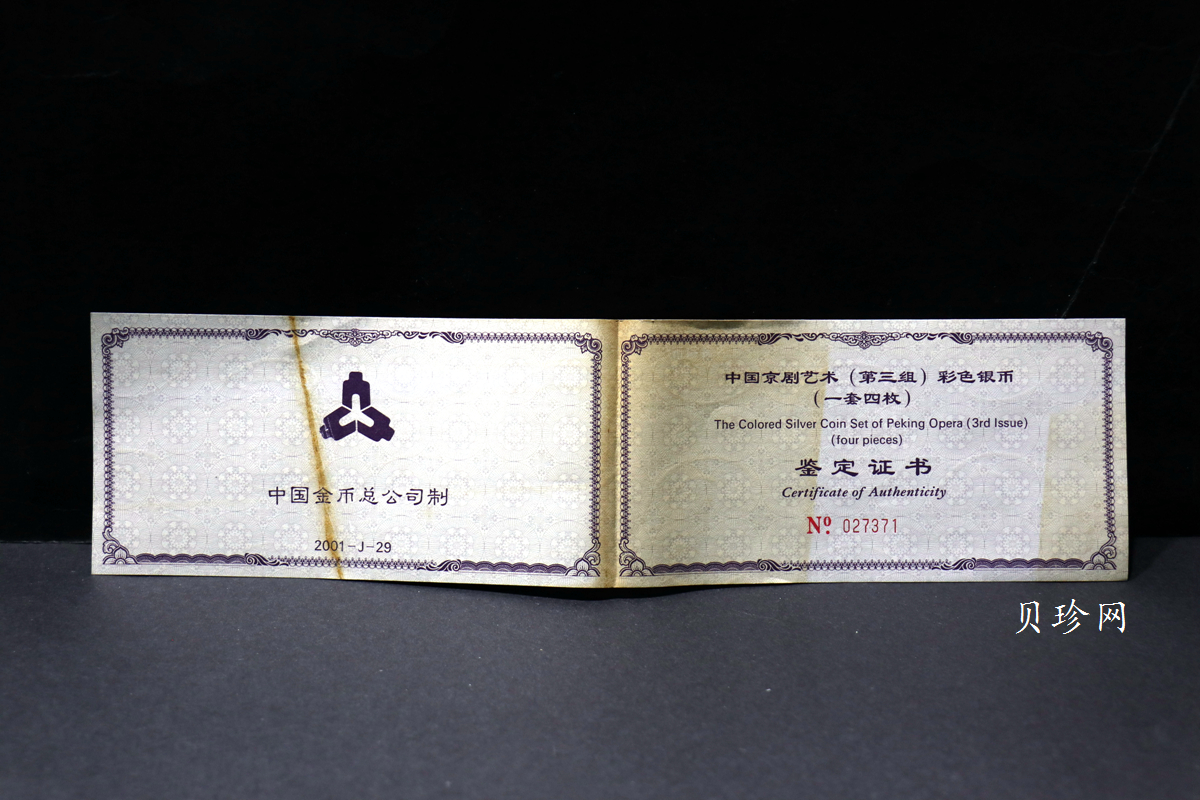 中国金币总公司制
2001-J-29
中国京剧艺术（第三组）彩色银币
（一套四枚）
The Colored Silver Coin Set of Peking Opera (3rd Issue)
(four pieces)
鉴定证书
Certificate of Authenticity
Nº. 027371
贝珍网